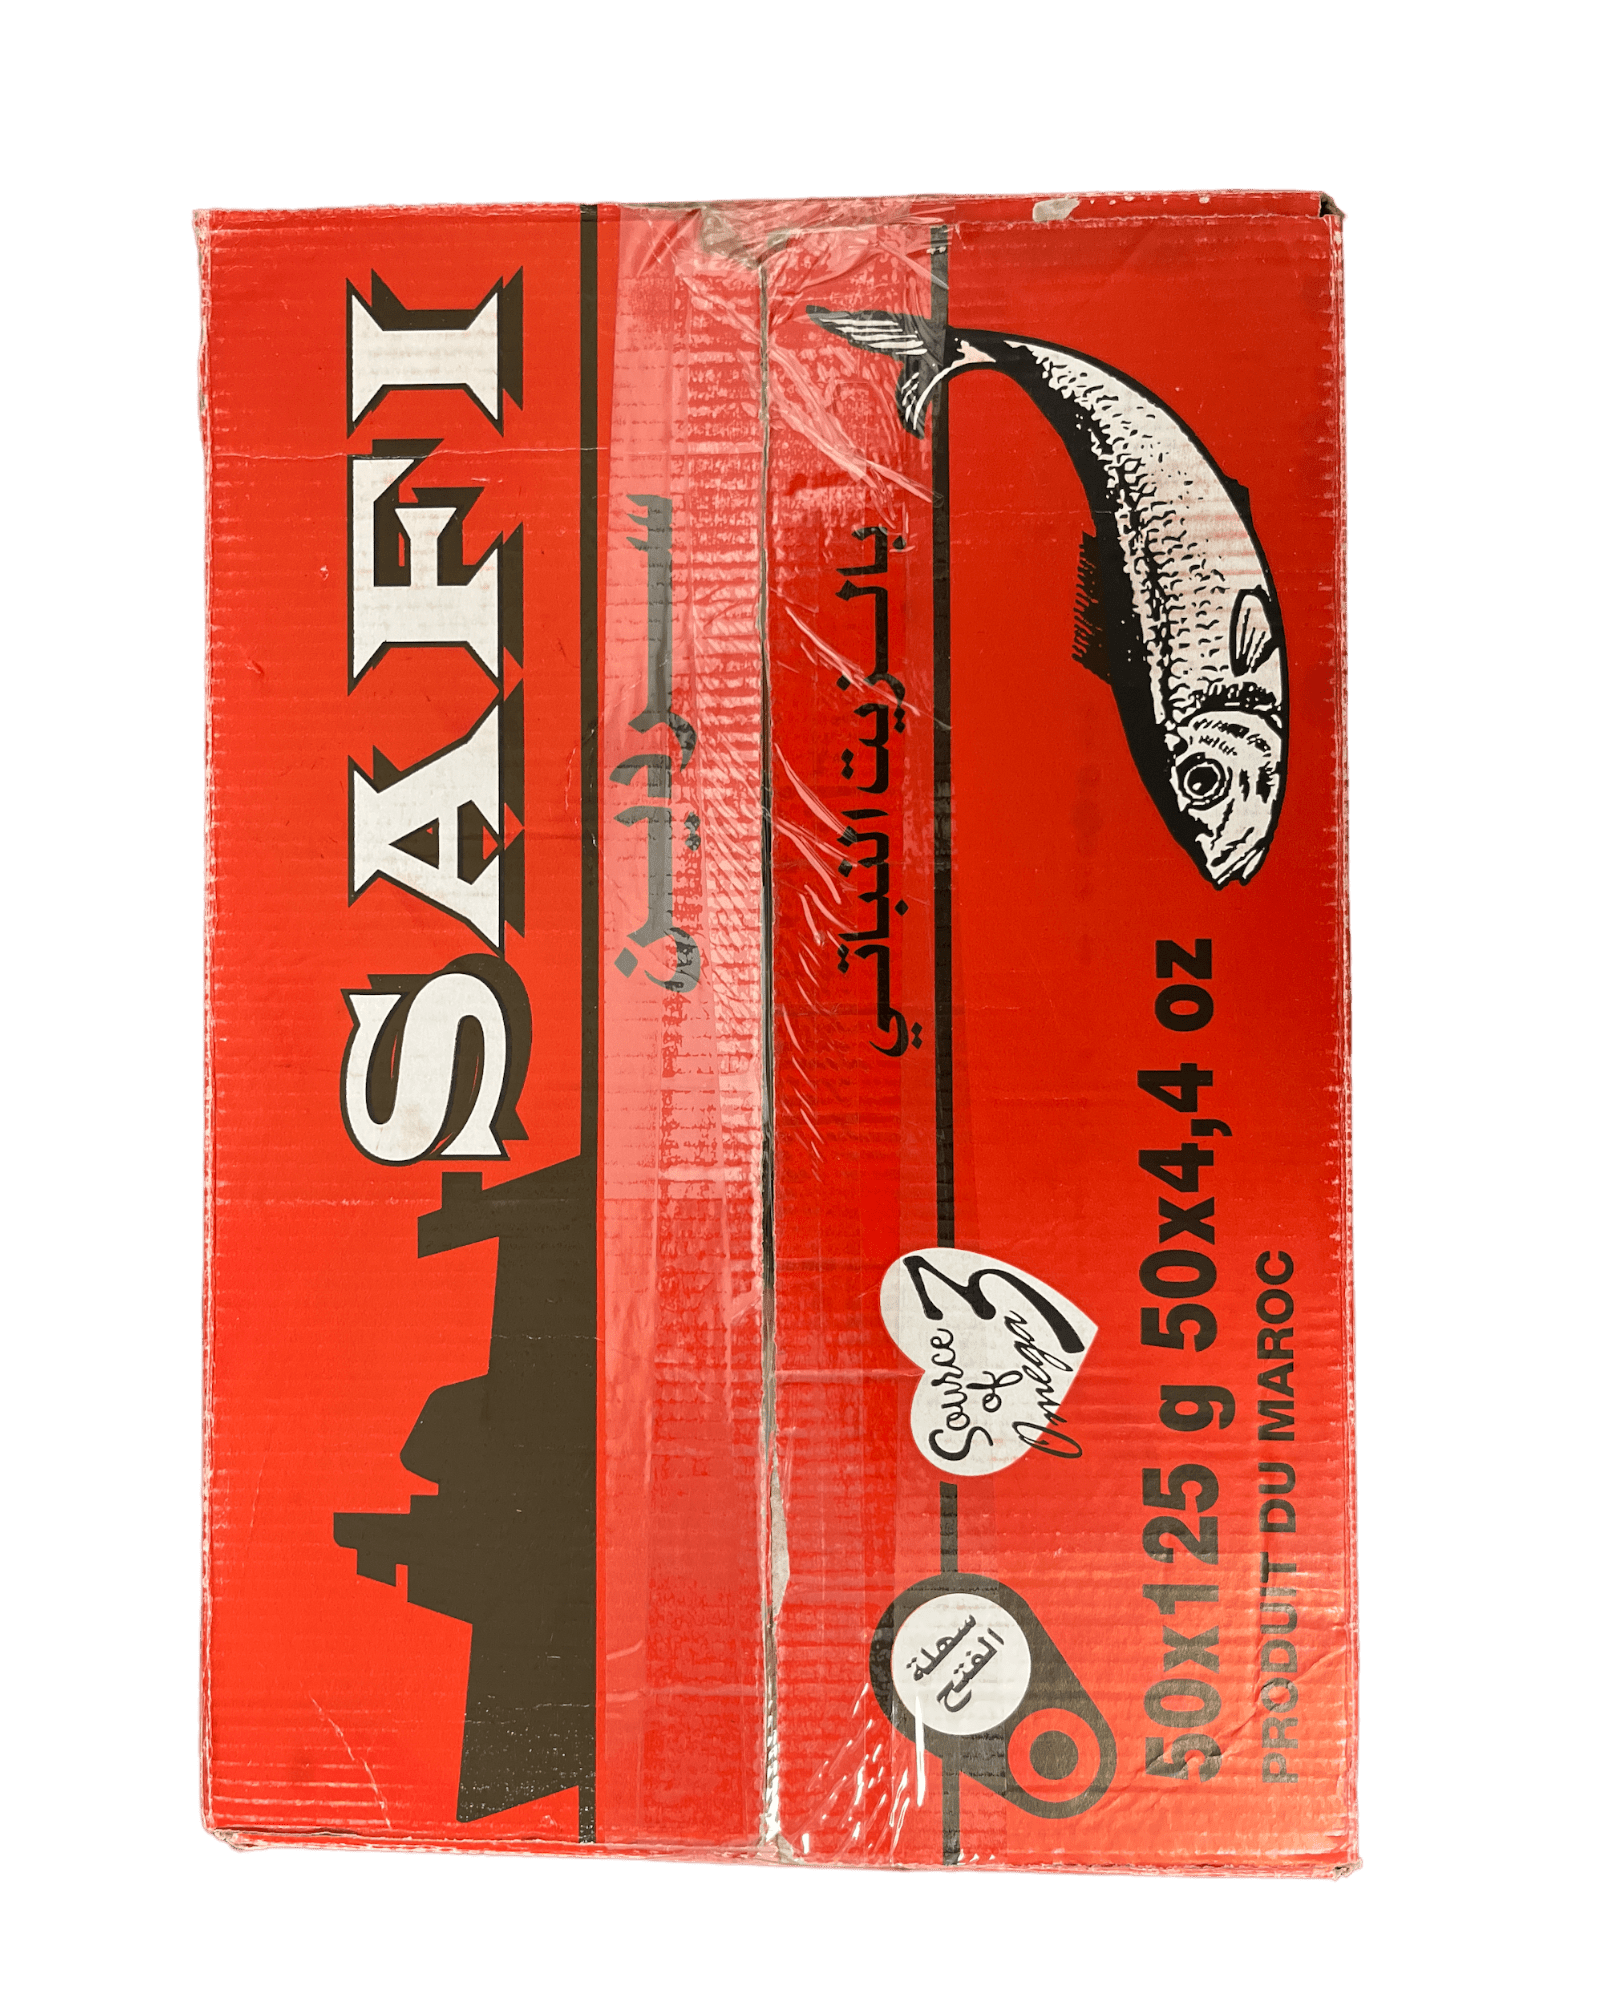 SAFI
سردين
بالزيت النباتي
Source
of
Omega 3
سهلة
الفتح
50x125 g 50x4,4 oz
PRODUIT DU MAROC